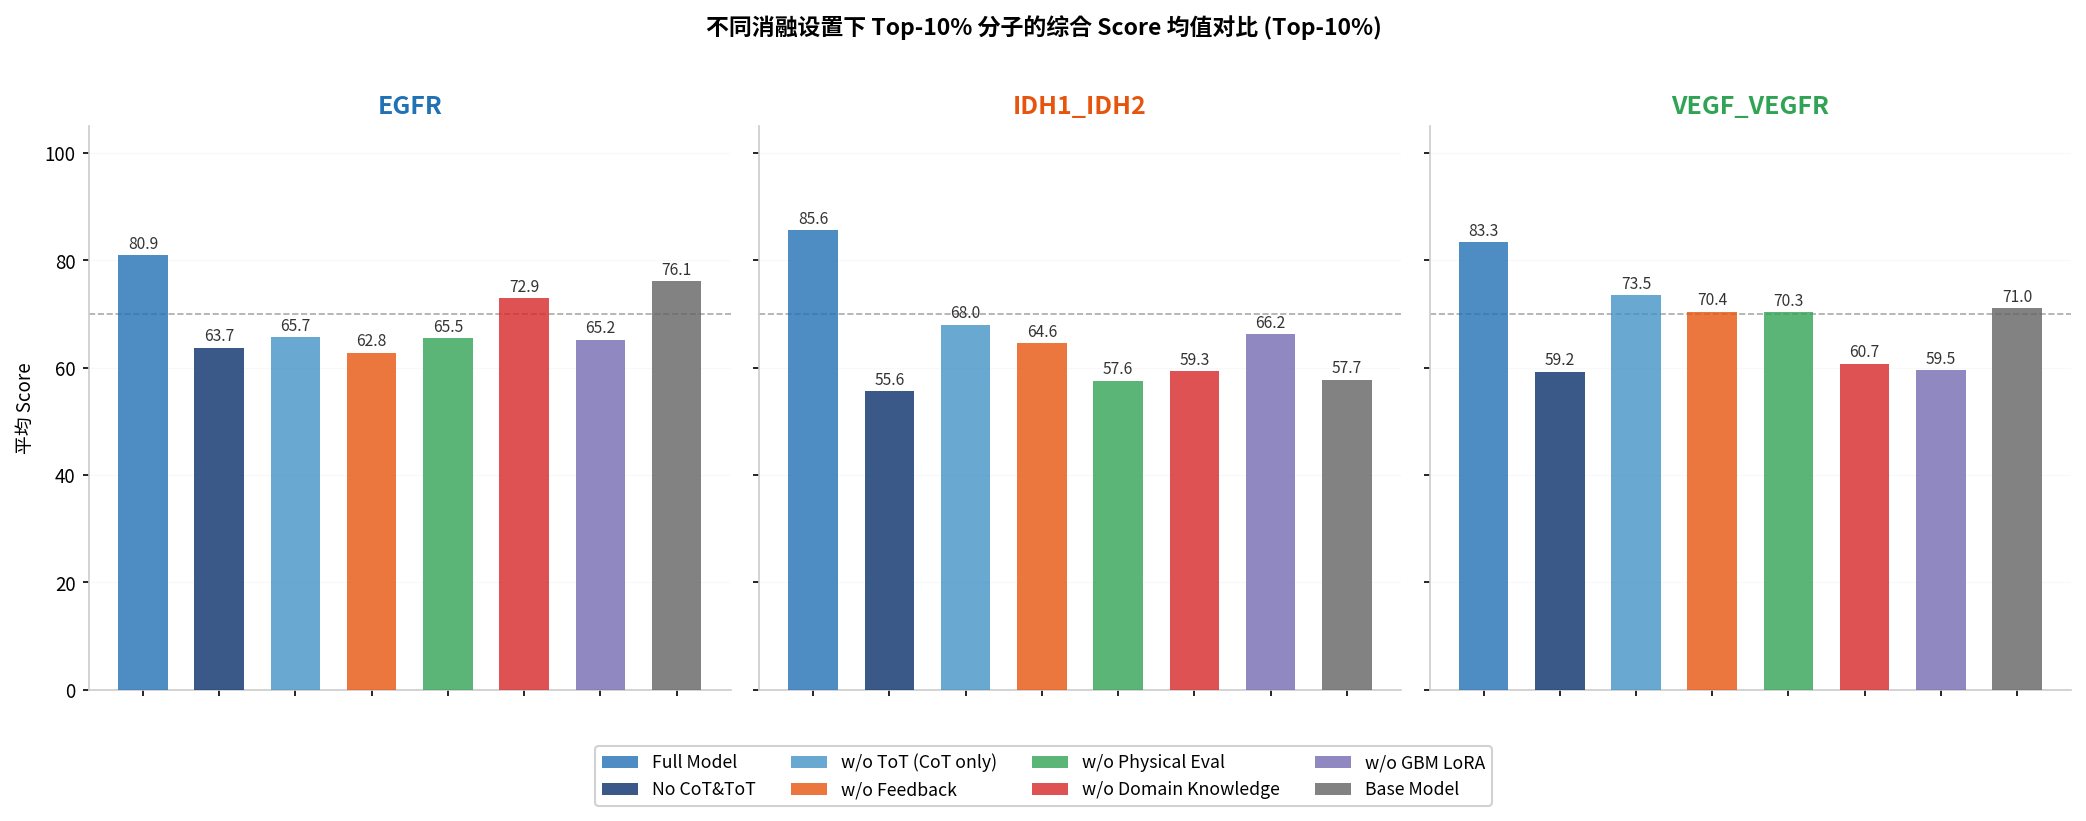 不同消融设置下 Top-10% 分子的综合 Score 均值对比 (Top-10%)
EGFR
IDH1_IDH2
VEGF_VEGFR
平均 Score
100
80
60
40
20
0
80.9
63.7
65.7
62.8
65.5
72.9
65.2
76.1
85.6
55.6
68.0
64.6
57.6
59.3
66.2
57.7
83.3
59.2
73.5
70.4
70.3
60.7
59.5
71.0
Full Model
No CoT&ToT
w/o ToT (CoT only)
w/o Feedback
w/o Physical Eval
w/o Domain Knowledge
w/o GBM LoRA
Base Model